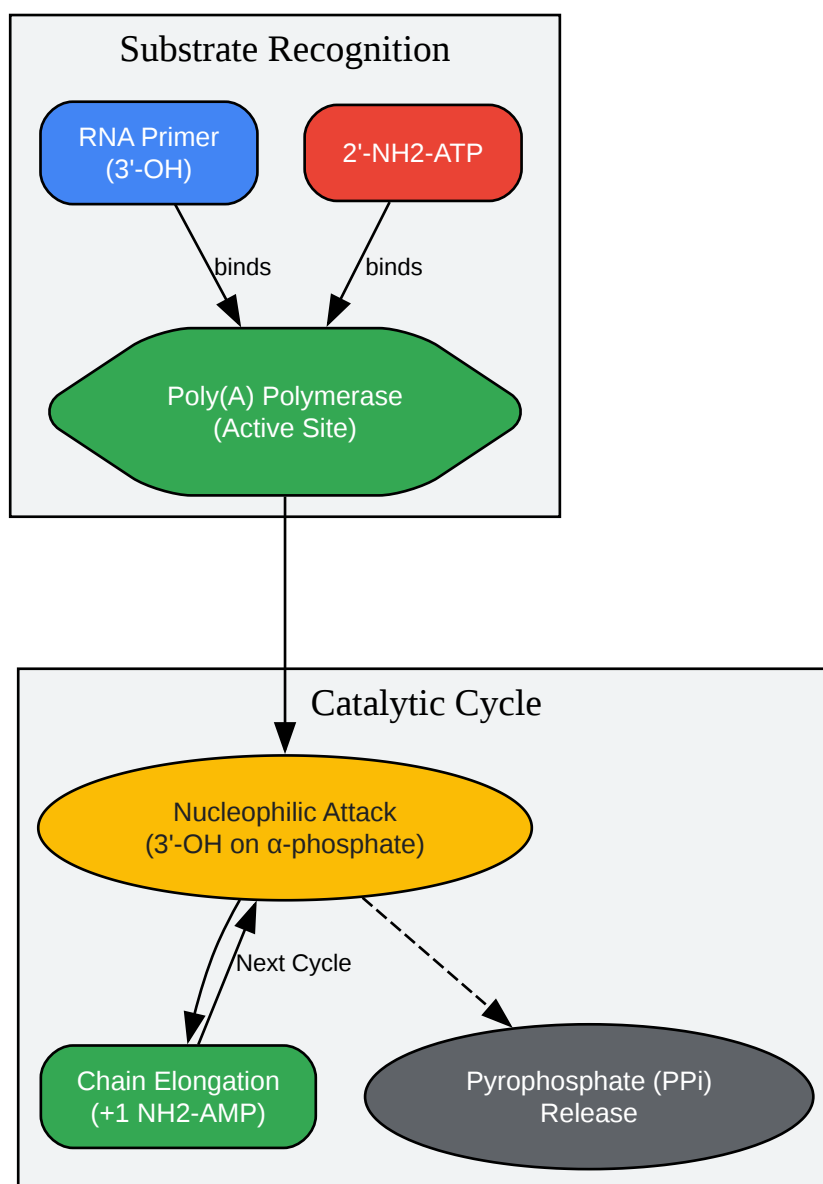 Substrate Recognition
RNA Primer
(3'-OH)
2'-NH2-ATP
binds
binds
Poly(A) Polymerase
(Active Site)
Catalytic Cycle
Nucleophilic Attack
(3'-OH on α-phosphate)
Next Cycle
Chain Elongation
(+1 NH2-AMP)
Pyrophosphate (PPi)
Release